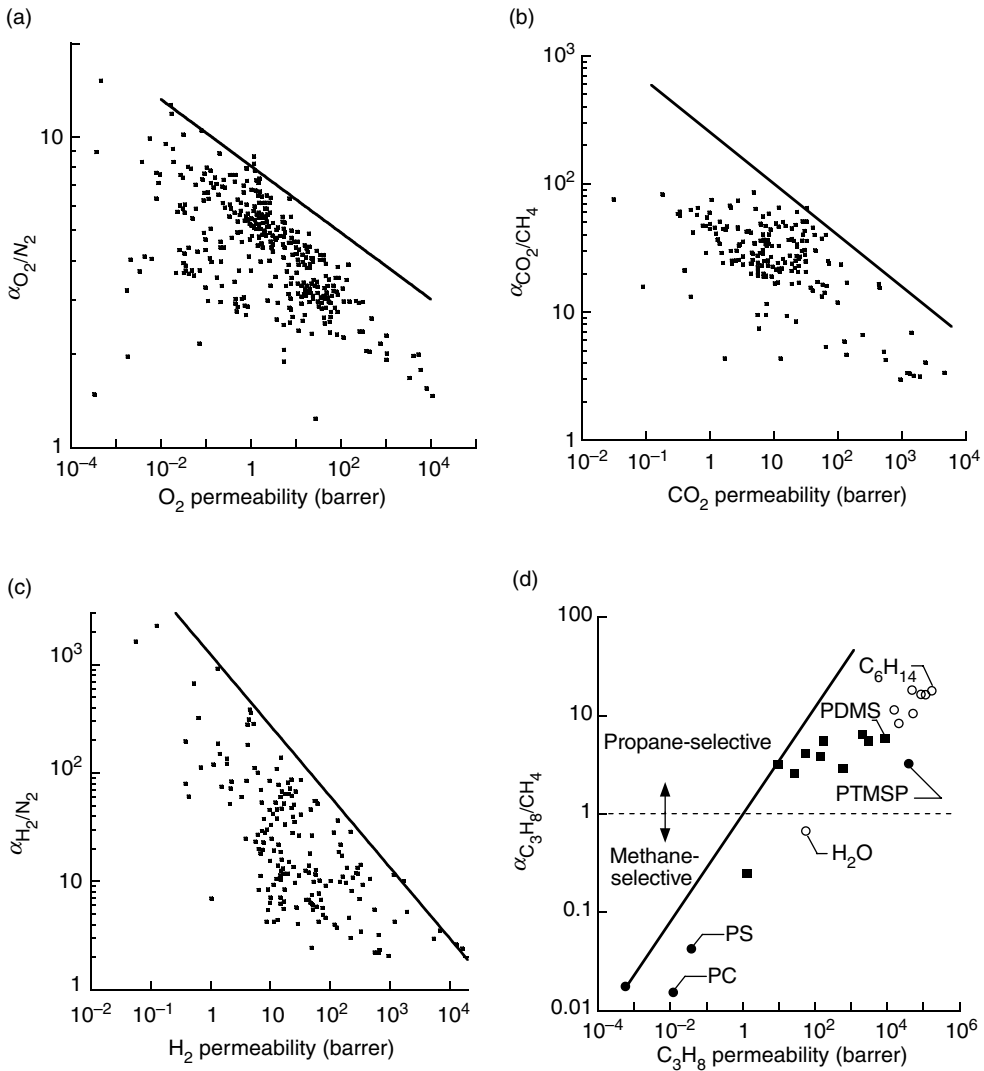 (a)
10
1
10⁻⁴
10⁻²
1
10²
10⁴
α O₂/N₂
O₂ permeability (barrer)
(b)
10³
10²
10
1
10⁻²
10⁻¹
1
10
10²
10³
10⁴
α CO₂/CH₄
CO₂ permeability (barrer)
(c)
10³
10²
10
1
10⁻²
10⁻¹
1
10
10²
10³
10⁴
α H₂/N₂
H₂ permeability (barrer)
(d)
100
10
1
0.1
0.01
10⁻⁴
10⁻²
1
10²
10⁴
10⁶
α C₃H₈/CH₄
C₃H₈ permeability (barrer)
C₆H₁₄
PDMS
Propane-selective
PTMSP
Methane-
selective
H₂O
PS
PC